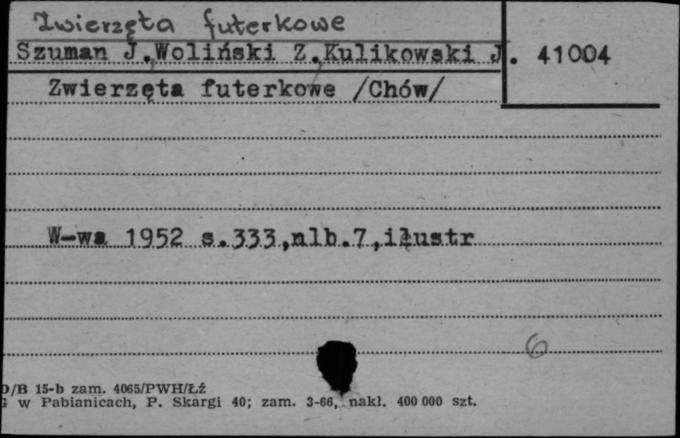 Zwierzęta futerkowe
Szuman J.Woliński Z.Kulikowski J. 41004
Zwierzęta futerkowe /Chów/
W-wa 1952 s.333,nlb.7,ilustr
6
D/B 15-b zam. 4065/PWH/ŁŹ
w Pabianicach, P. Skargi 40; zam. 3-66, nakł. 400 000 szt.